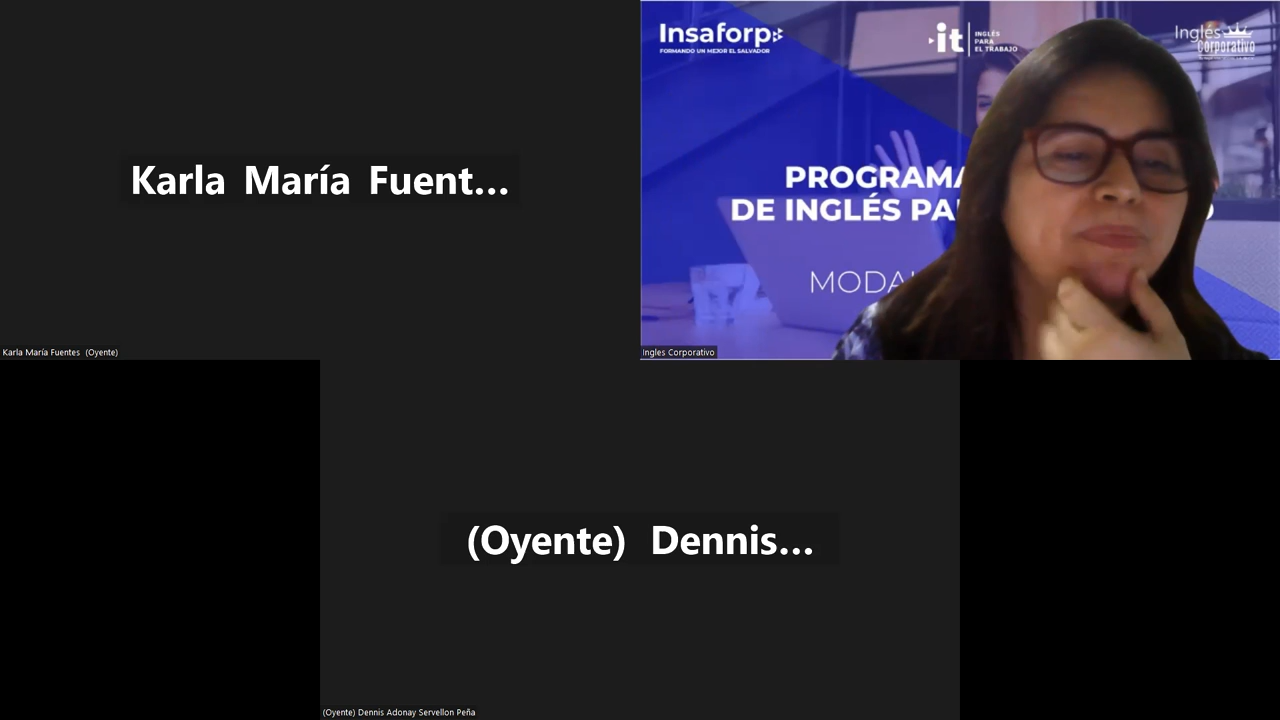 Karla María Fuent...
Karla María Fuentes (Oyente)
Insaforp
FORMANDO UN MEJOR EL SALVADOR
it
INGLÉS
PARA
EL TRABAJO
Inglés
corporativo
PROGRAMA
DE INGLÉS PA
MODAL
Ingles Corporativo
(Oyente) Dennis...
(Oyente) Dennis Adonay Servellon Peña